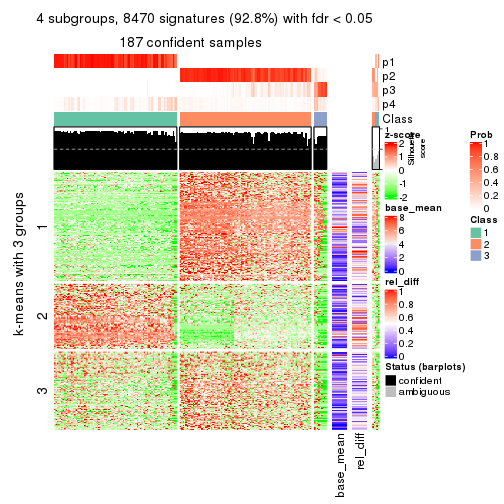 4 subgroups, 8470 signatures (92.8%) with fdr < 0.05
187 confident samples
p1
p2
p3
p4
Class
1
Silhouette
score
k-means with 3 groups
1
2
3
base_mean
rel_diff
z-score
2
1
0
-1
-2
base_mean
8
6
4
2
0
rel_diff
1
0.8
0.6
0.4
0.2
0
Status (barplots)
confident
ambiguous
Prob
1
0.8
0.6
0.4
0.2
0
Class
1
2
3